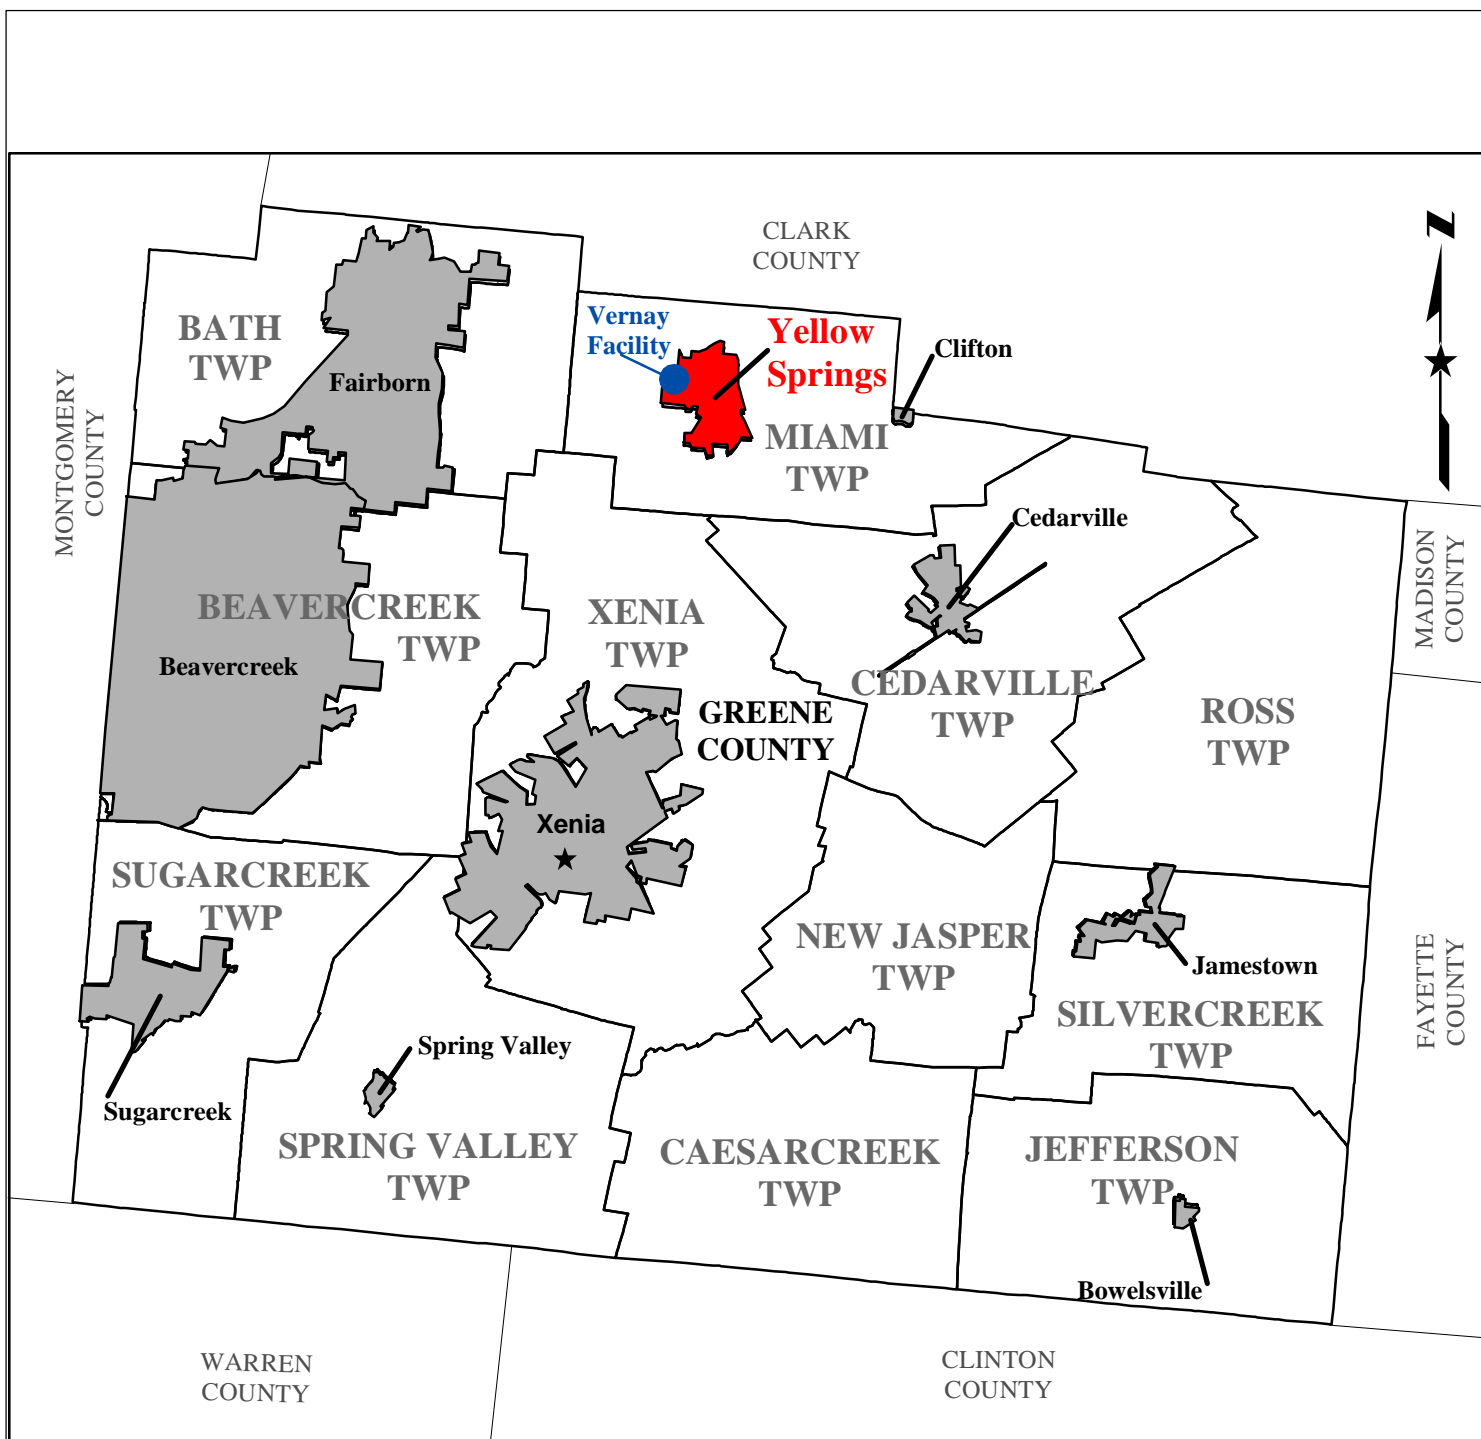 CLARK
COUNTY
N
Vernay
Facility
Yellow
Springs
Clifton
BATH
TWP
Fairborn
MIAMI
TWP
MONTGOMERY
COUNTY
Cedarville
MADISON
COUNTY
BEAVERCREEK
TWP
XENIA
TWP
Beavercreek
CEDARVILLE
TWP
GREENE
COUNTY
ROSS
TWP
Xenia
SUGARCREEK
TWP
NEW JASPER
TWP
Jamestown
SILVERCREEK
TWP
FAYETTE
COUNTY
Spring Valley
Sugarcreek
SPRING VALLEY
TWP
CAESARCREEK
TWP
JEFFERSON
TWP
Bowelsville
WARREN
COUNTY
CLINTON
COUNTY